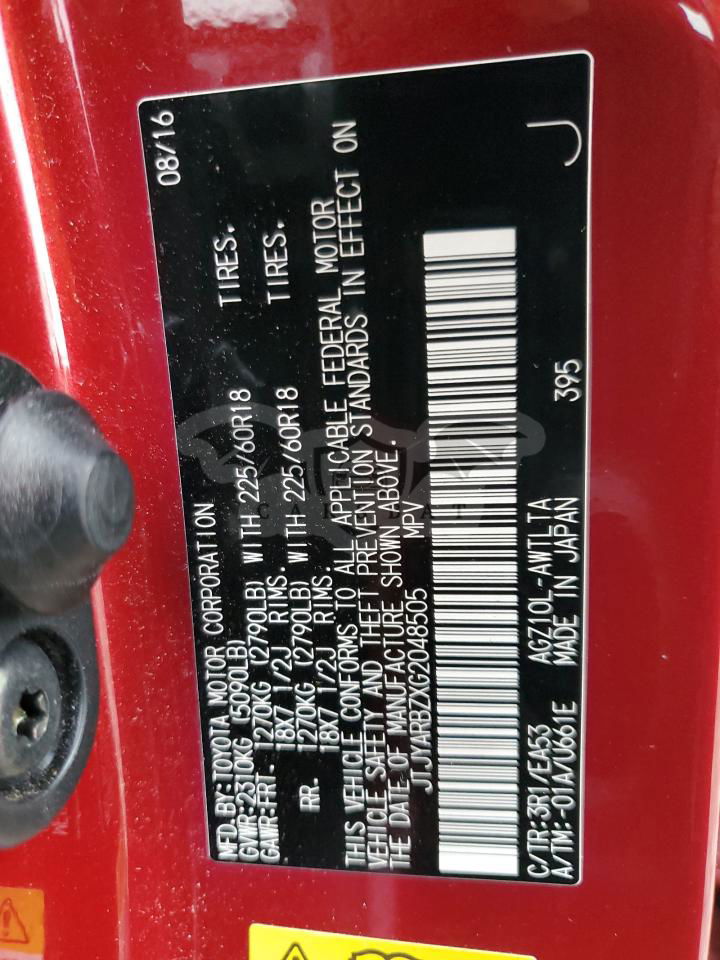 MFD.BY:TOYOTA MOTOR CORPORATION 08/16
GVWR:2310KG (5090LB)
GAWR:FRT 1270KG (2790LB) WITH 225/60R18 TIRES.
18X7 1/2J RIMS.
RR. 1270KG (2790LB) WITH 225/60R18 TIRES.
18X7 1/2J RIMS.
THIS VEHICLE CONFORMS TO ALL APPLICABLE FEDERAL MOTOR
VEHICLE SAFETY AND THEFT PREVENTION STANDARDS IN EFFECT ON
THE DATE OF MANUFACTURE SHOWN ABOVE.
JTJYARBZXG2048505 MPV
C/TR:3R1/EA53 AGZ10L-AWTLTA
A/TM:-01A/U661E MADE IN JAPAN 395
J